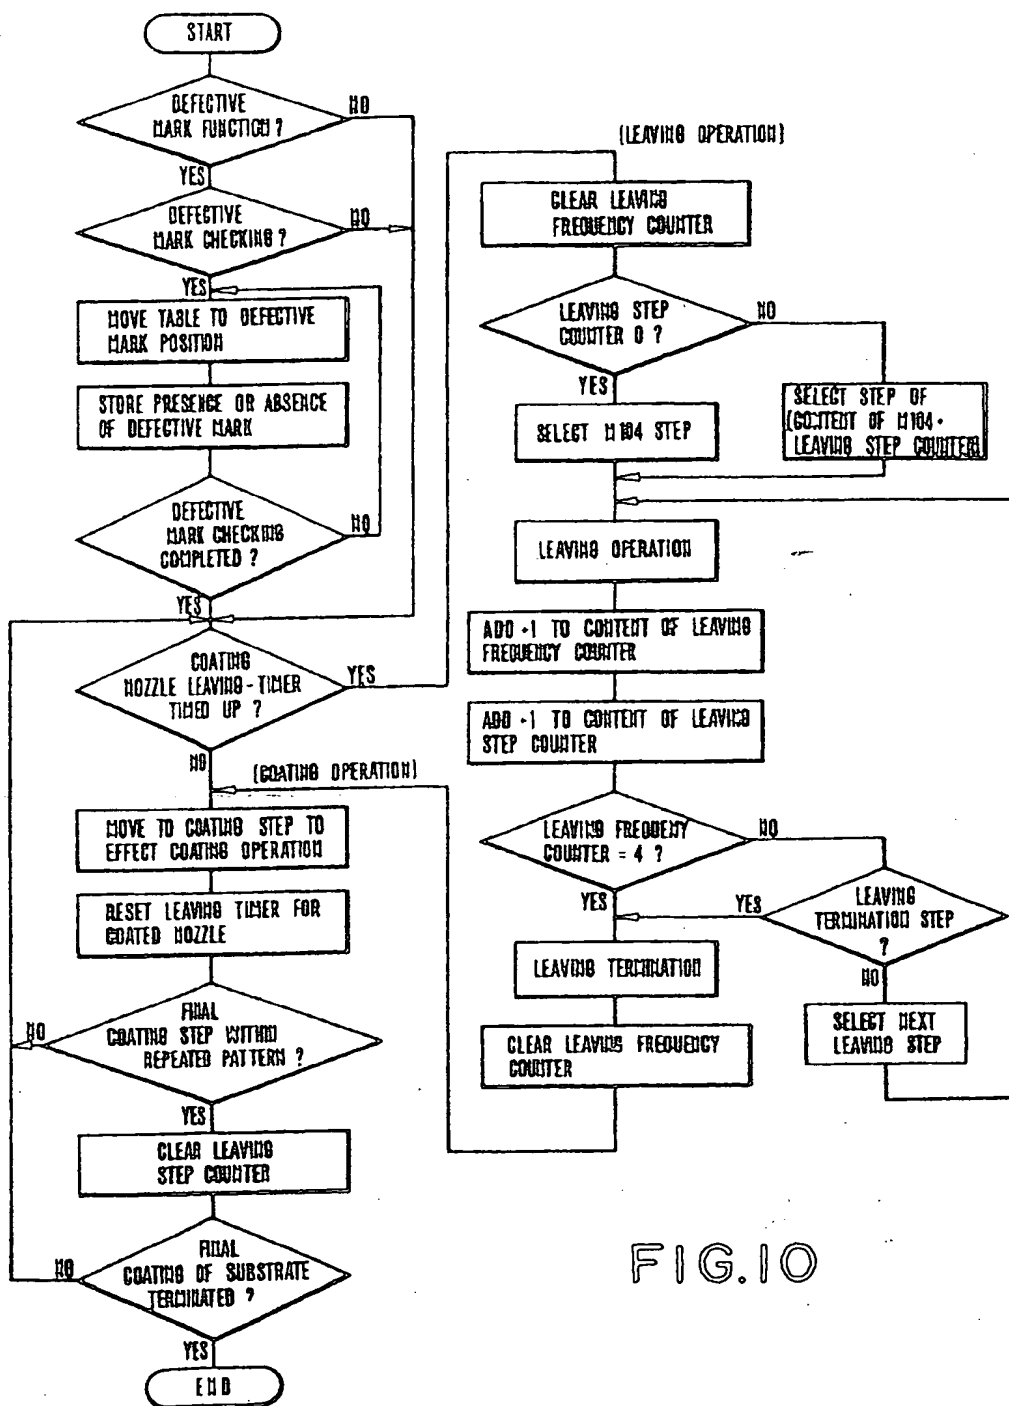 START
DEFECTIVE
MARK FUNCTION ?
NO
YES
DEFECTIVE
MARK CHECKING ?
NO
YES
MOVE TABLE TO DEFECTIVE
MARK POSITION
STORE PRESENCE OR ABSENCE
OF DEFECTIVE MARK
DEFECTIVE
MARK CHECKING
COMPLETED ?
NO
YES
COATING
NOZZLE LEAVING-TIMER
TIMED UP ?
YES
NO
(COATING OPERATION)
MOVE TO COATING STEP TO
EFFECT COATING OPERATION
RESET LEAVING TIMER FOR
COATED NOZZLE
FINAL
COATING STEP WITHIN
REPEATED PATTERN ?
NO
YES
CLEAR LEAVING
STEP COUNTER
FINAL
COATING OF SUBSTRATE
TERMINATED ?
NO
YES
END
(LEAVING OPERATION)
CLEAR LEAVING
FREQUENCY COUNTER
LEAVING STEP
COUNTER 0 ?
NO
YES
SELECT M104 STEP
SELECT STEP OF
(CONTENT OF M104+
LEAVING STEP COUNTER)
LEAVING OPERATION
ADD +1 TO CONTENT OF LEAVING
FREQUENCY COUNTER
ADD +1 TO CONTENT OF LEAVING
STEP COUNTER
LEAVING FREQUENY
COUNTER = 4 ?
NO
YES
LEAVING
TERMINATION STEP
?
YES
NO
LEAVING TERMINATION
SELECT NEXT
LEAVING STEP
CLEAR LEAVING FREQUENCY
COUNTER
FIG.10